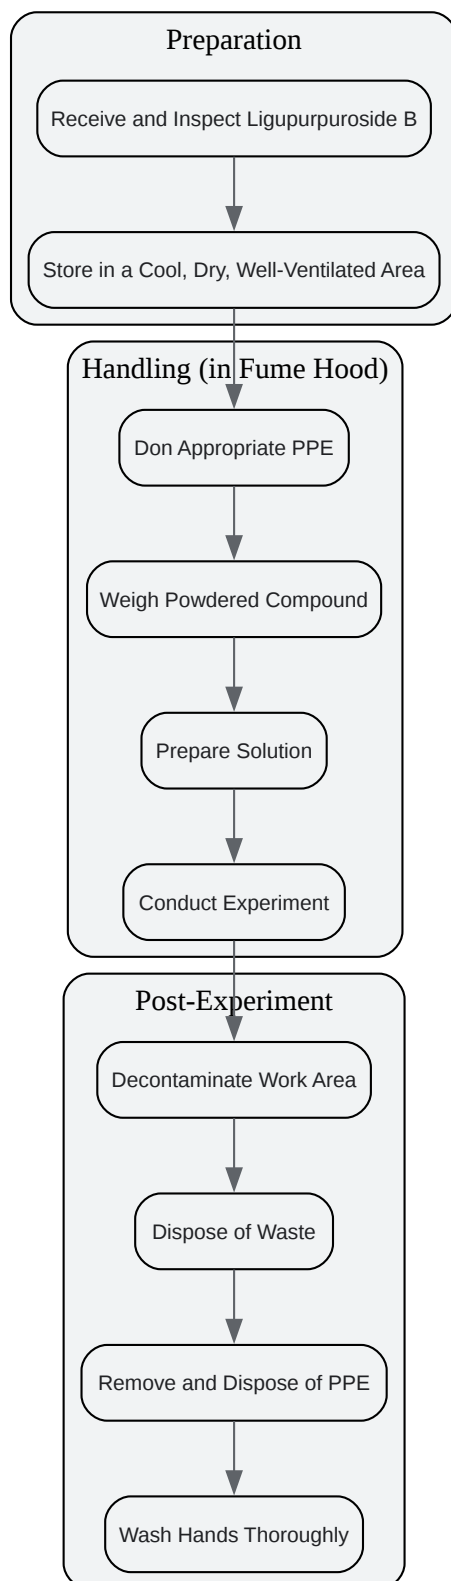 Preparation
Receive and Inspect Ligupurpuroside B
Store in a Cool, Dry, Well-Ventilated Area
Handling (in Fume Hood)
Don Appropriate PPE
Weigh Powdered Compound
Prepare Solution
Conduct Experiment
Post-Experiment
Decontaminate Work Area
Dispose of Waste
Remove and Dispose of PPE
Wash Hands Thoroughly